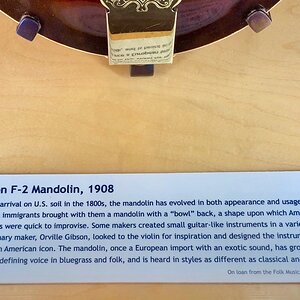 n F-2 Mandolin, 1908
arrival on U.S. soil in the 1800s, the mandolin has evolved in both appearance and usage
immigrants brought with them a mandolin with a "bowl" back, a shape upon which Am
rs were quick to improvise. Some makers created small guitar-like instruments in a varie
nary maker, Orville Gibson, looked to the violin for inspiration and designed the instrum
n American icon. The mandolin, once a European import with an exotic sound, has gro
defining voice in bluegrass and folk, and is heard in styles as different as classical an
On loan from the Folk Music